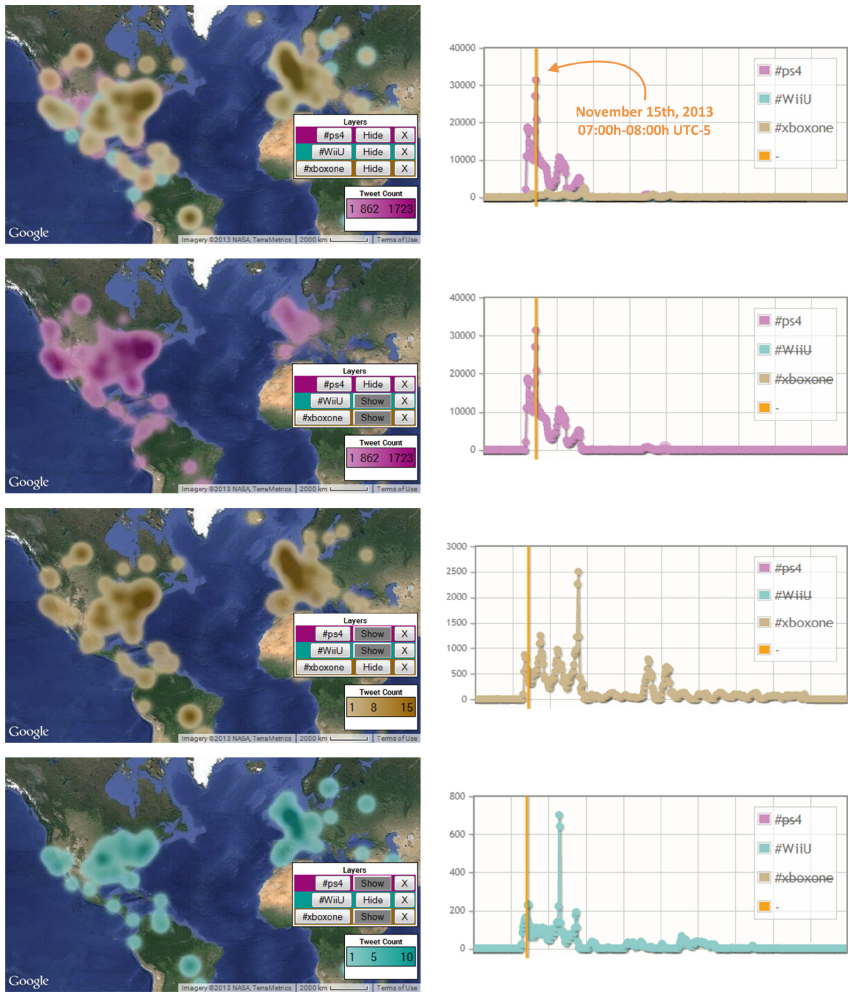 Layers
#ps4 Hide X
#WiiU Hide X
#xboxone Hide X
Tweet Count
1 862 1723
Google
Imagery ©2013 NASA, TerraMetrics 2000 km Terms of Use
40000
30000
20000
10000
0
November 15th, 2013
07:00h-08:00h UTC-5
#ps4
#WiiU
#xboxone
-
Layers
#ps4 Hide X
#WiiU Show X
#xboxone Show X
Tweet Count
1 862 1723
Google
Imagery ©2013 NASA, TerraMetrics 2000 km Terms of Use
40000
30000
20000
10000
0
#ps4
#WiiU
#xboxone
-
Layers
#ps4 Show X
#WiiU Show X
#xboxone Hide X
Tweet Count
1 8 15
Google
Imagery ©2013 NASA, TerraMetrics 2000 km Terms of Use
3000
2500
2000
1500
1000
500
0
#ps4
#WiiU
#xboxone
-
Layers
#ps4 Show X
#WiiU Hide X
#xboxone Show X
Tweet Count
1 5 10
Google
Imagery ©2013 NASA, TerraMetrics 2000 km Terms of Use
800
600
400
200
0
#ps4
#WiiU
#xboxone
-